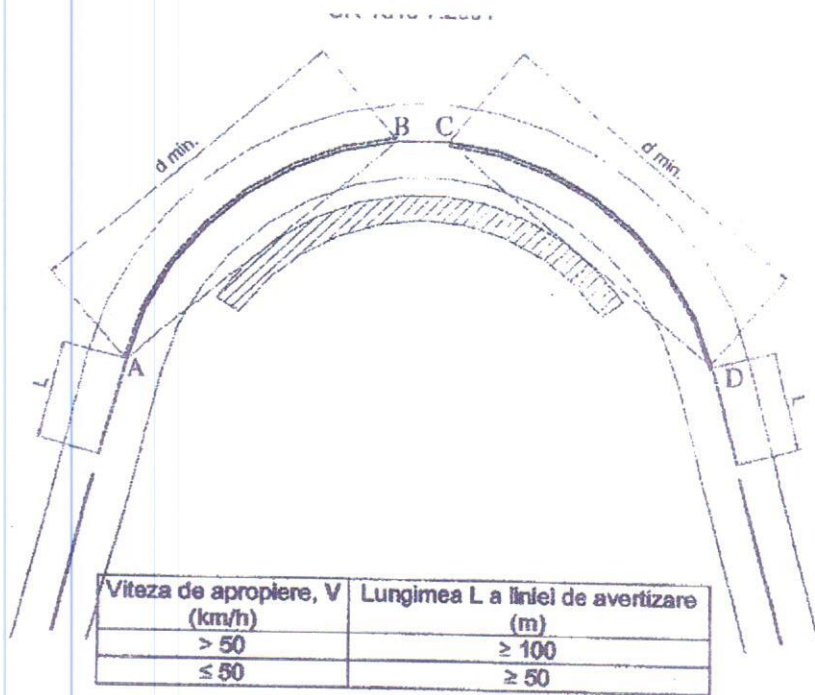 B C
d min.
d min.
A
D
L
L
Viteza de apropiere, V (km/h) Lungimea L a liniei de avertizare (m)
> 50 ≥ 100
≤ 50 ≥ 50